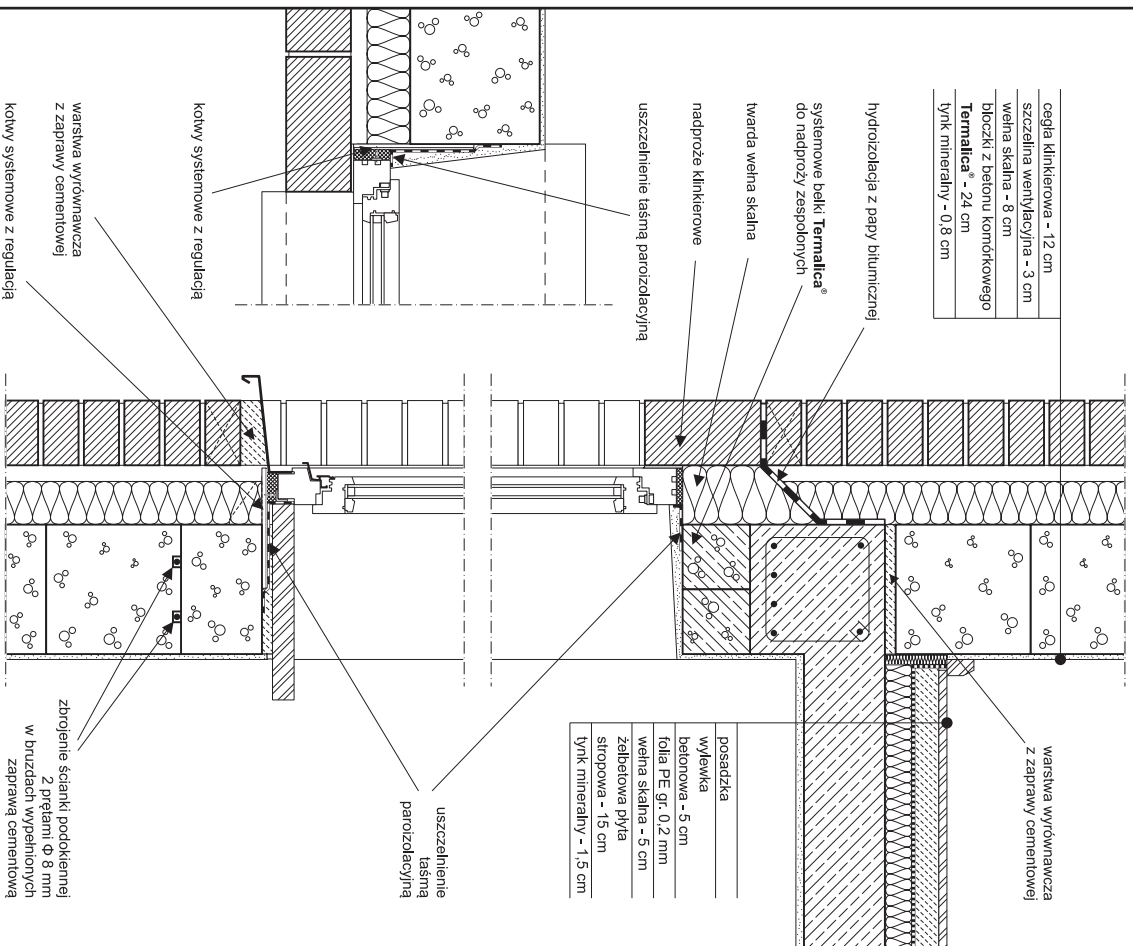 cegła klinkierowa - 12 cm
szczelina wentylacyjna - 3 cm
wełna skalna - 8 cm
bloczki z betonu komórkowego
Termalica® - 24 cm
tynk mineralny - 0,8 cm
hydroizolacja z papy bitumicznej
systemowe belki Termalica®
do nadproży zespolonych
twarda wełna skalna
nadproże klinkierowe
uszczelnienie taśmą paroizolacyjną
kotwy systemowe z regulacją
warstwa wyrównawcza
z zaprawy cementowej
kotwy systemowe z regulacją
warstwa wyrównawcza
z zaprawy cementowej
posadzka
wylewka
betonowa - 5 cm
folia PE gr. 0,2 mm
wełna skalna - 5 cm
żelbetowa płyta
stropowa - 15 cm
tynk mineralny - 1,5 cm
uszczelnienie
taśmą
paroizolacyjną
zbrojenie ścianki podokiennej
2 prętami Φ 8 mm
w bruzdach wypełnionych
zaprawą cementową